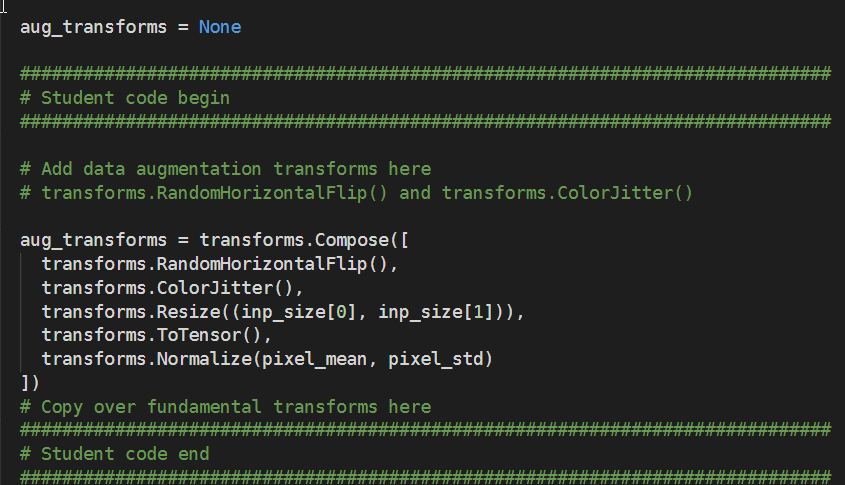 aug_transforms = None
#############################################################################
# Student code begin
#############################################################################
# Add data augmentation transforms here
# transforms.RandomHorizontalFlip() and transforms.ColorJitter()
aug_transforms = transforms.Compose([
transforms.RandomHorizontalFlip(),
transforms.ColorJitter(),
transforms.Resize((inp_size[0], inp_size[1])),
transforms.ToTensor(),
transforms.Normalize(pixel_mean, pixel_std)
])
# Copy over fundamental transforms here
#############################################################################
# Student code end
#############################################################################